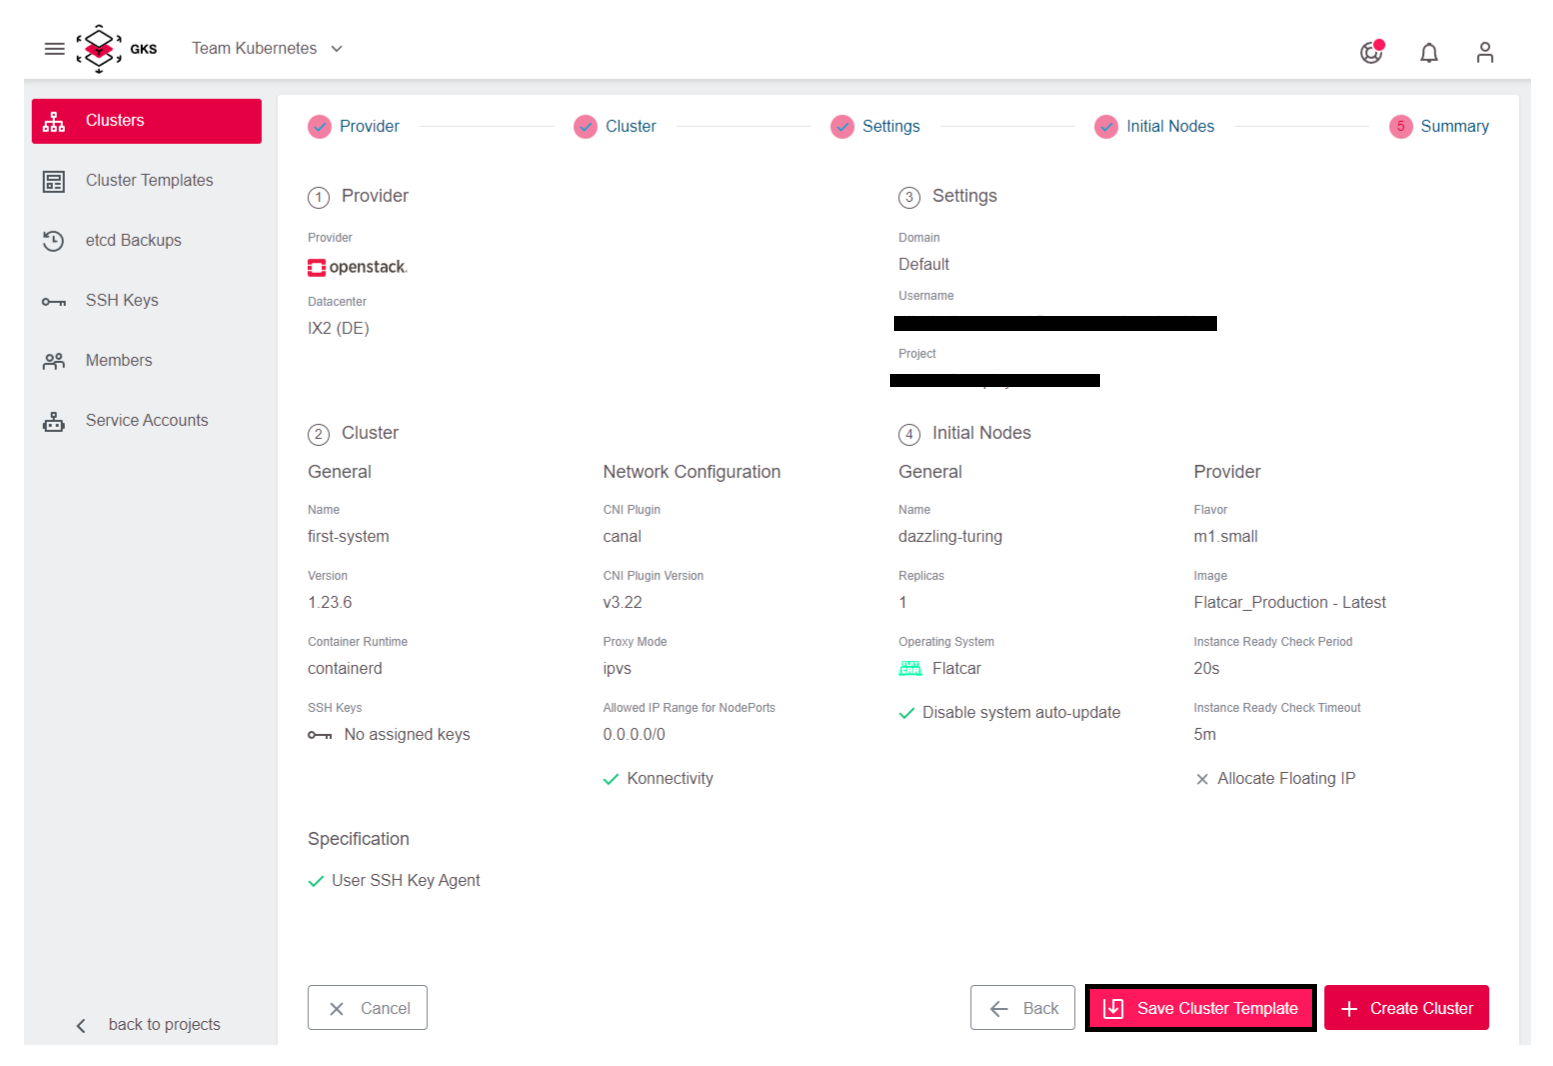 GKS
Team Kubernetes
Clusters
Cluster Templates
etcd Backups
SSH Keys
Members
Service Accounts
back to projects
Provider
Cluster
Settings
Initial Nodes
5 Summary
1 Provider
Provider
openstack.
Datacenter
IX2 (DE)
3 Settings
Domain
Default
Username
Project
2 Cluster
General
Name
first-system
Version
1.23.6
Container Runtime
containerd
SSH Keys
No assigned keys
Network Configuration
CNI Plugin
canal
CNI Plugin Version
v3.22
Proxy Mode
ipvs
Allowed IP Range for NodePorts
0.0.0.0/0
Konnectivity
4 Initial Nodes
General
Name
dazzling-turing
Replicas
1
Operating System
FLAT
CAR
Flatcar
Disable system auto-update
Provider
Flavor
m1.small
Image
Flatcar_Production - Latest
Instance Ready Check Period
20s
Instance Ready Check Timeout
5m
Allocate Floating IP
Specification
User SSH Key Agent
Cancel
Back
Save Cluster Template
Create Cluster